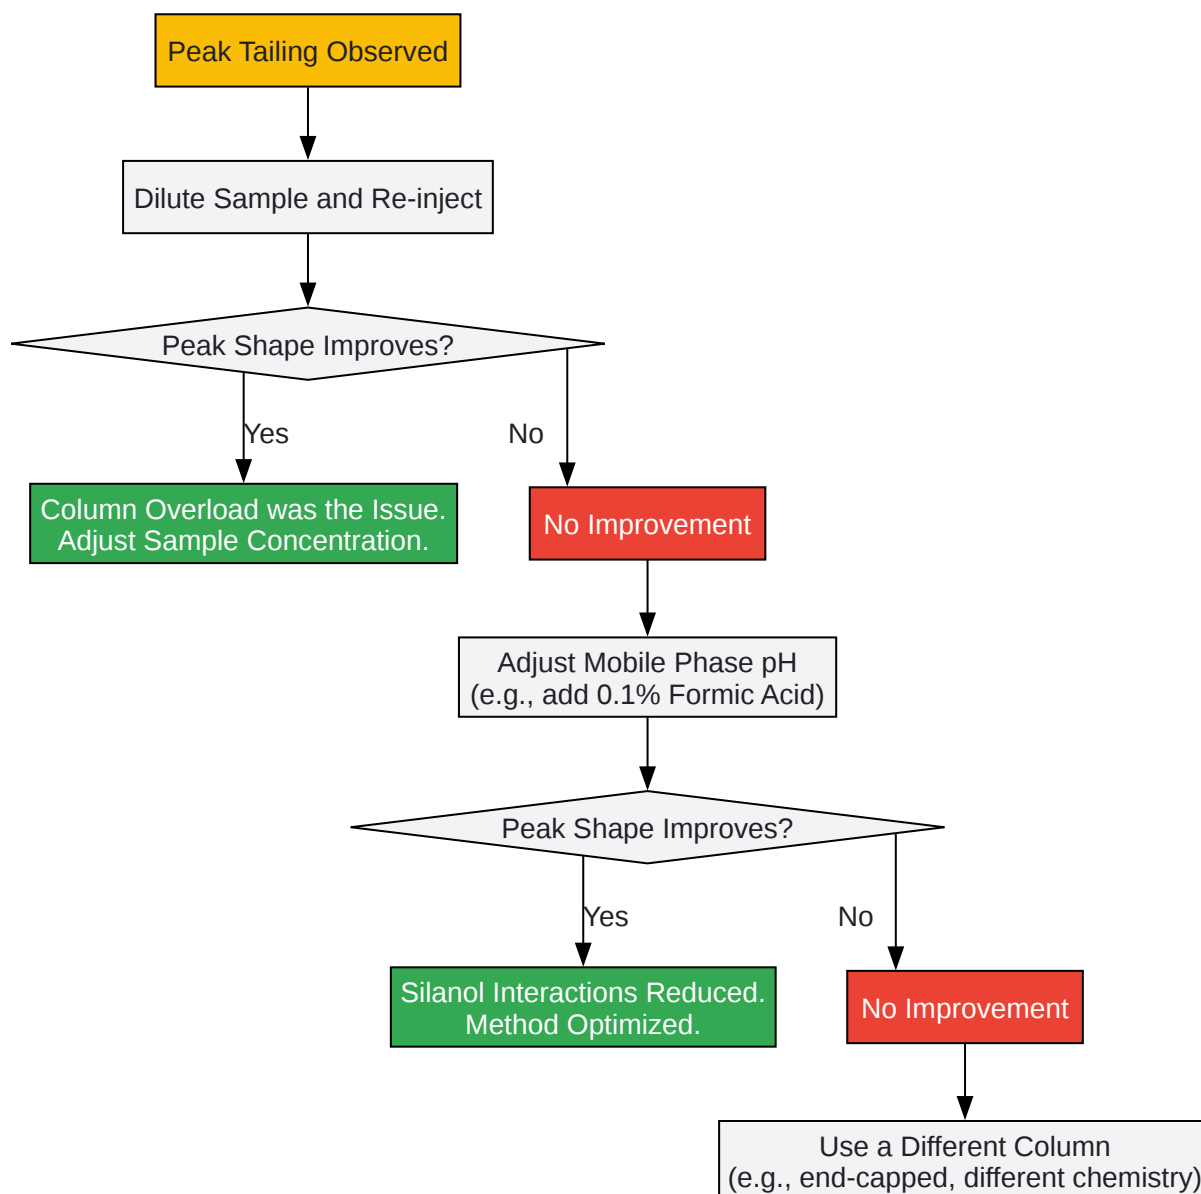 Peak Tailing Observed
Dilute Sample and Re-inject
Peak Shape Improves?
Yes
No
Column Overload was the Issue.
Adjust Sample Concentration.
No Improvement
Adjust Mobile Phase pH
(e.g., add 0.1% Formic Acid)
Peak Shape Improves?
Yes
No
Silanol Interactions Reduced.
Method Optimized.
No Improvement
Use a Different Column
(e.g., end-capped, different chemistry)